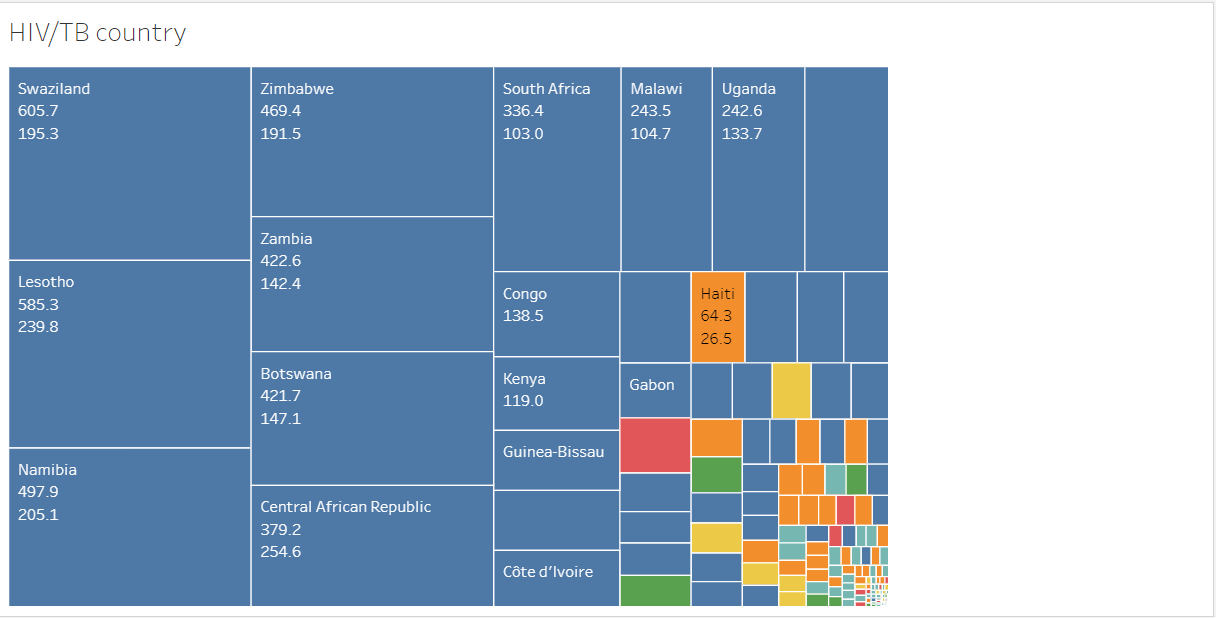 HIV/TB country
Swaziland
605.7
195.3
Lesotho
585.3
239.8
Namibia
497.9
205.1
Zimbabwe
469.4
191.5
Zambia
422.6
142.4
Botswana
421.7
147.1
Central African Republic
379.2
254.6
South Africa
336.4
103.0
Malawi
243.5
104.7
Uganda
242.6
133.7
Congo
138.5
Kenya
119.0
Guinea-Bissau
Côte d’Ivoire
Haiti
64.3
26.5
Gabon